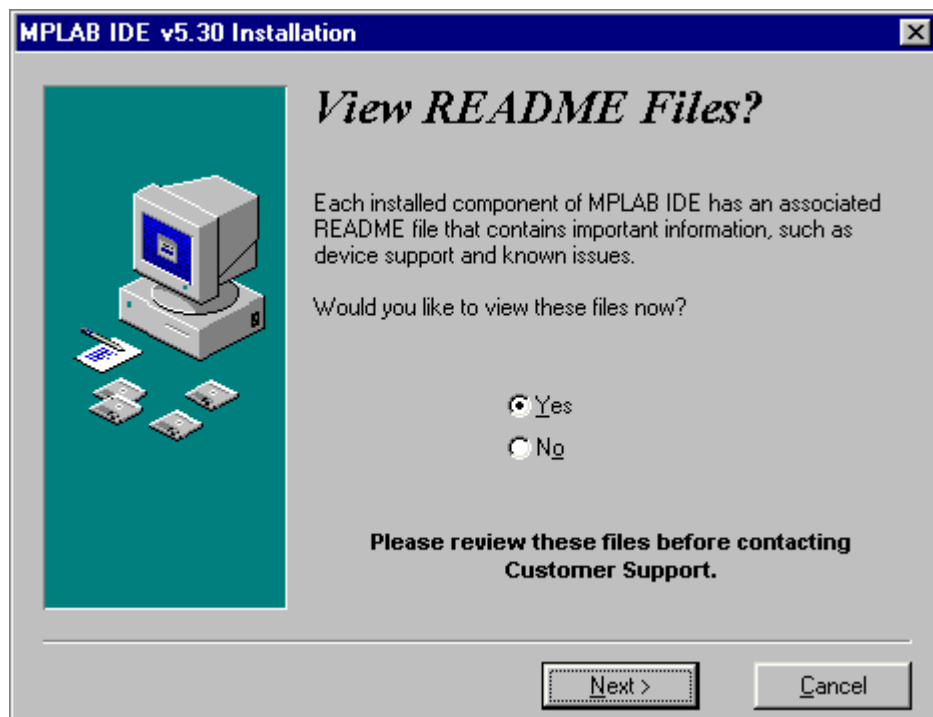 MPLAB IDE v5.30 Installation
View README Files?
Each installed component of MPLAB IDE has an associated
README file that contains important information, such as
device support and known issues.
Would you like to view these files now?
Yes
No
Please review these files before contacting
Customer Support.
Next >
Cancel